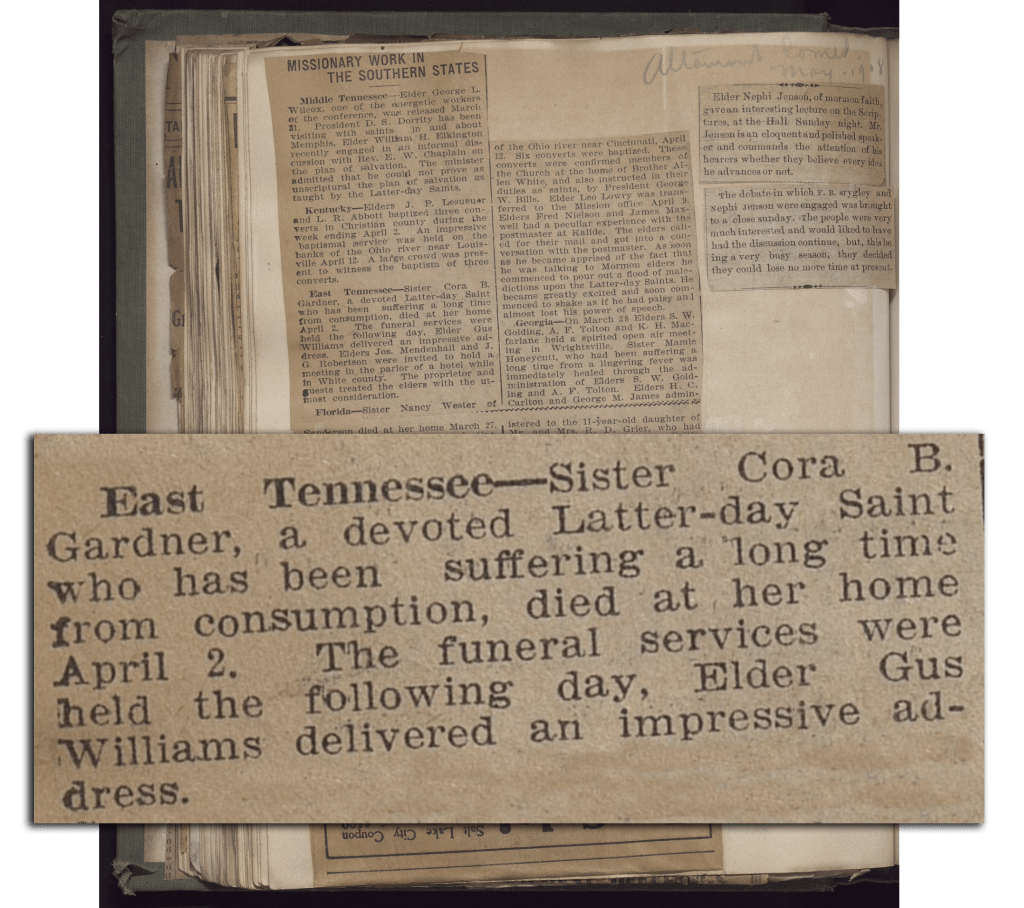 MISSIONARY WORK IN
THE SOUTHERN STATES
Middle Tennessee—Elder George L.
Wilcox, one of the energetic workers
of the conference, was released March
31. President D. S. Dorrity has been
visiting with saints in and about
Memphis. Elder William H. Elkington
recently engaged in an informal dis-
cussion with Rev. E. W. Chaplain on
the plan of salvation. The minister
admitted that he could not prove as
unscriptural the plan of salvation as
taught by the Latter-day Saints.
Kentucky—Elders J. P. Lesueuer
and L. R. Abbott baptized three con-
verts in Christian county during the
week ending April 2. An impressive
baptismal service was held on the
banks of the Ohio river near Louis-
ville April 12. A large crowd was pres-
ent to witness the baptism of three
converts.
East Tennessee—Sister Cora B.
Gardner, a devoted Latter-day Saint
who has been suffering a long time
from consumption, died at her home
April 2. The funeral services were
held the following day, Elder Gus
Williams delivered an impressive ad-
dress. Elders Jos. Mendenhall and J.
G. Robertson were invited to hold a
meeting in the parlor of a hotel while
in White county. The proprietor and
guests treated the elders with the ut-
most consideration.
Florida—Sister Nancy Wester of
Sanderson died at her home March 27.
of the Ohio river near Cincinnati, April
12. Six converts were baptized. These
converts were confirmed members of
the Church at the home of Brother Al-
len White, and also instructed in their
duties as saints, by President George
W. Bills. Elder Leo Lowry was trans-
ferred to the Mission office April 9.
Elders Fred Nielson and James Max-
well had a peculiar experience with the
postmaster at Kalide. The elders call-
ed for their mail and got into a con-
versation with the postmaster. As soon
as he became apprised of the fact that
he was talking to Mormon elders he
commenced to pour out a flood of male-
dictions upon the Latter-day Saints. He
became greatly excited and soon com-
menced to shake as if he had palsy and
almost lost his power of speech.
Georgia—On March 28 Elders S. W.
Golding, A. F. Tolton and K. H. Mac-
farlane held a spirited open air meet-
ing in Wrightsville. Sister Mamie
Honeycutt, who had been suffering a
long time from a lingering fever was
immediately healed through the ad-
ministration of Elders S. W. Gold-
ing and A. F. Tolton. Elders H. C.
Carlton and George M. James admin-
istered to the 11-year-old daughter of
Mr. and Mrs. R. D. Grier, who had
Altamont Comet,
May 1908
Elder Nephi Jenson, of mormon faith,
gave an interesting lecture on the Scrip-
tures, at the Hall Sunday night. Mr.
Jenson is an eloquent and polished speak-
er and commands the attention of his
hearers whether they believe every idea
he advances or not.
The debate in which F. B. srygley and
Nephi Jenson were engaged was brought
to a close sunday. The people were very
much interested and would liked to have
had the discussion continue, but, this be
ing a very busy season, they decided
they could lose no more time at present.
East Tennessee—Sister Cora B.
Gardner, a devoted Latter-day Saint
who has been suffering a long time
from consumption, died at her home
April 2. The funeral services were
held the following day, Elder Gus
Williams delivered an impressive ad-
dress.
Salt Lake City Coupon